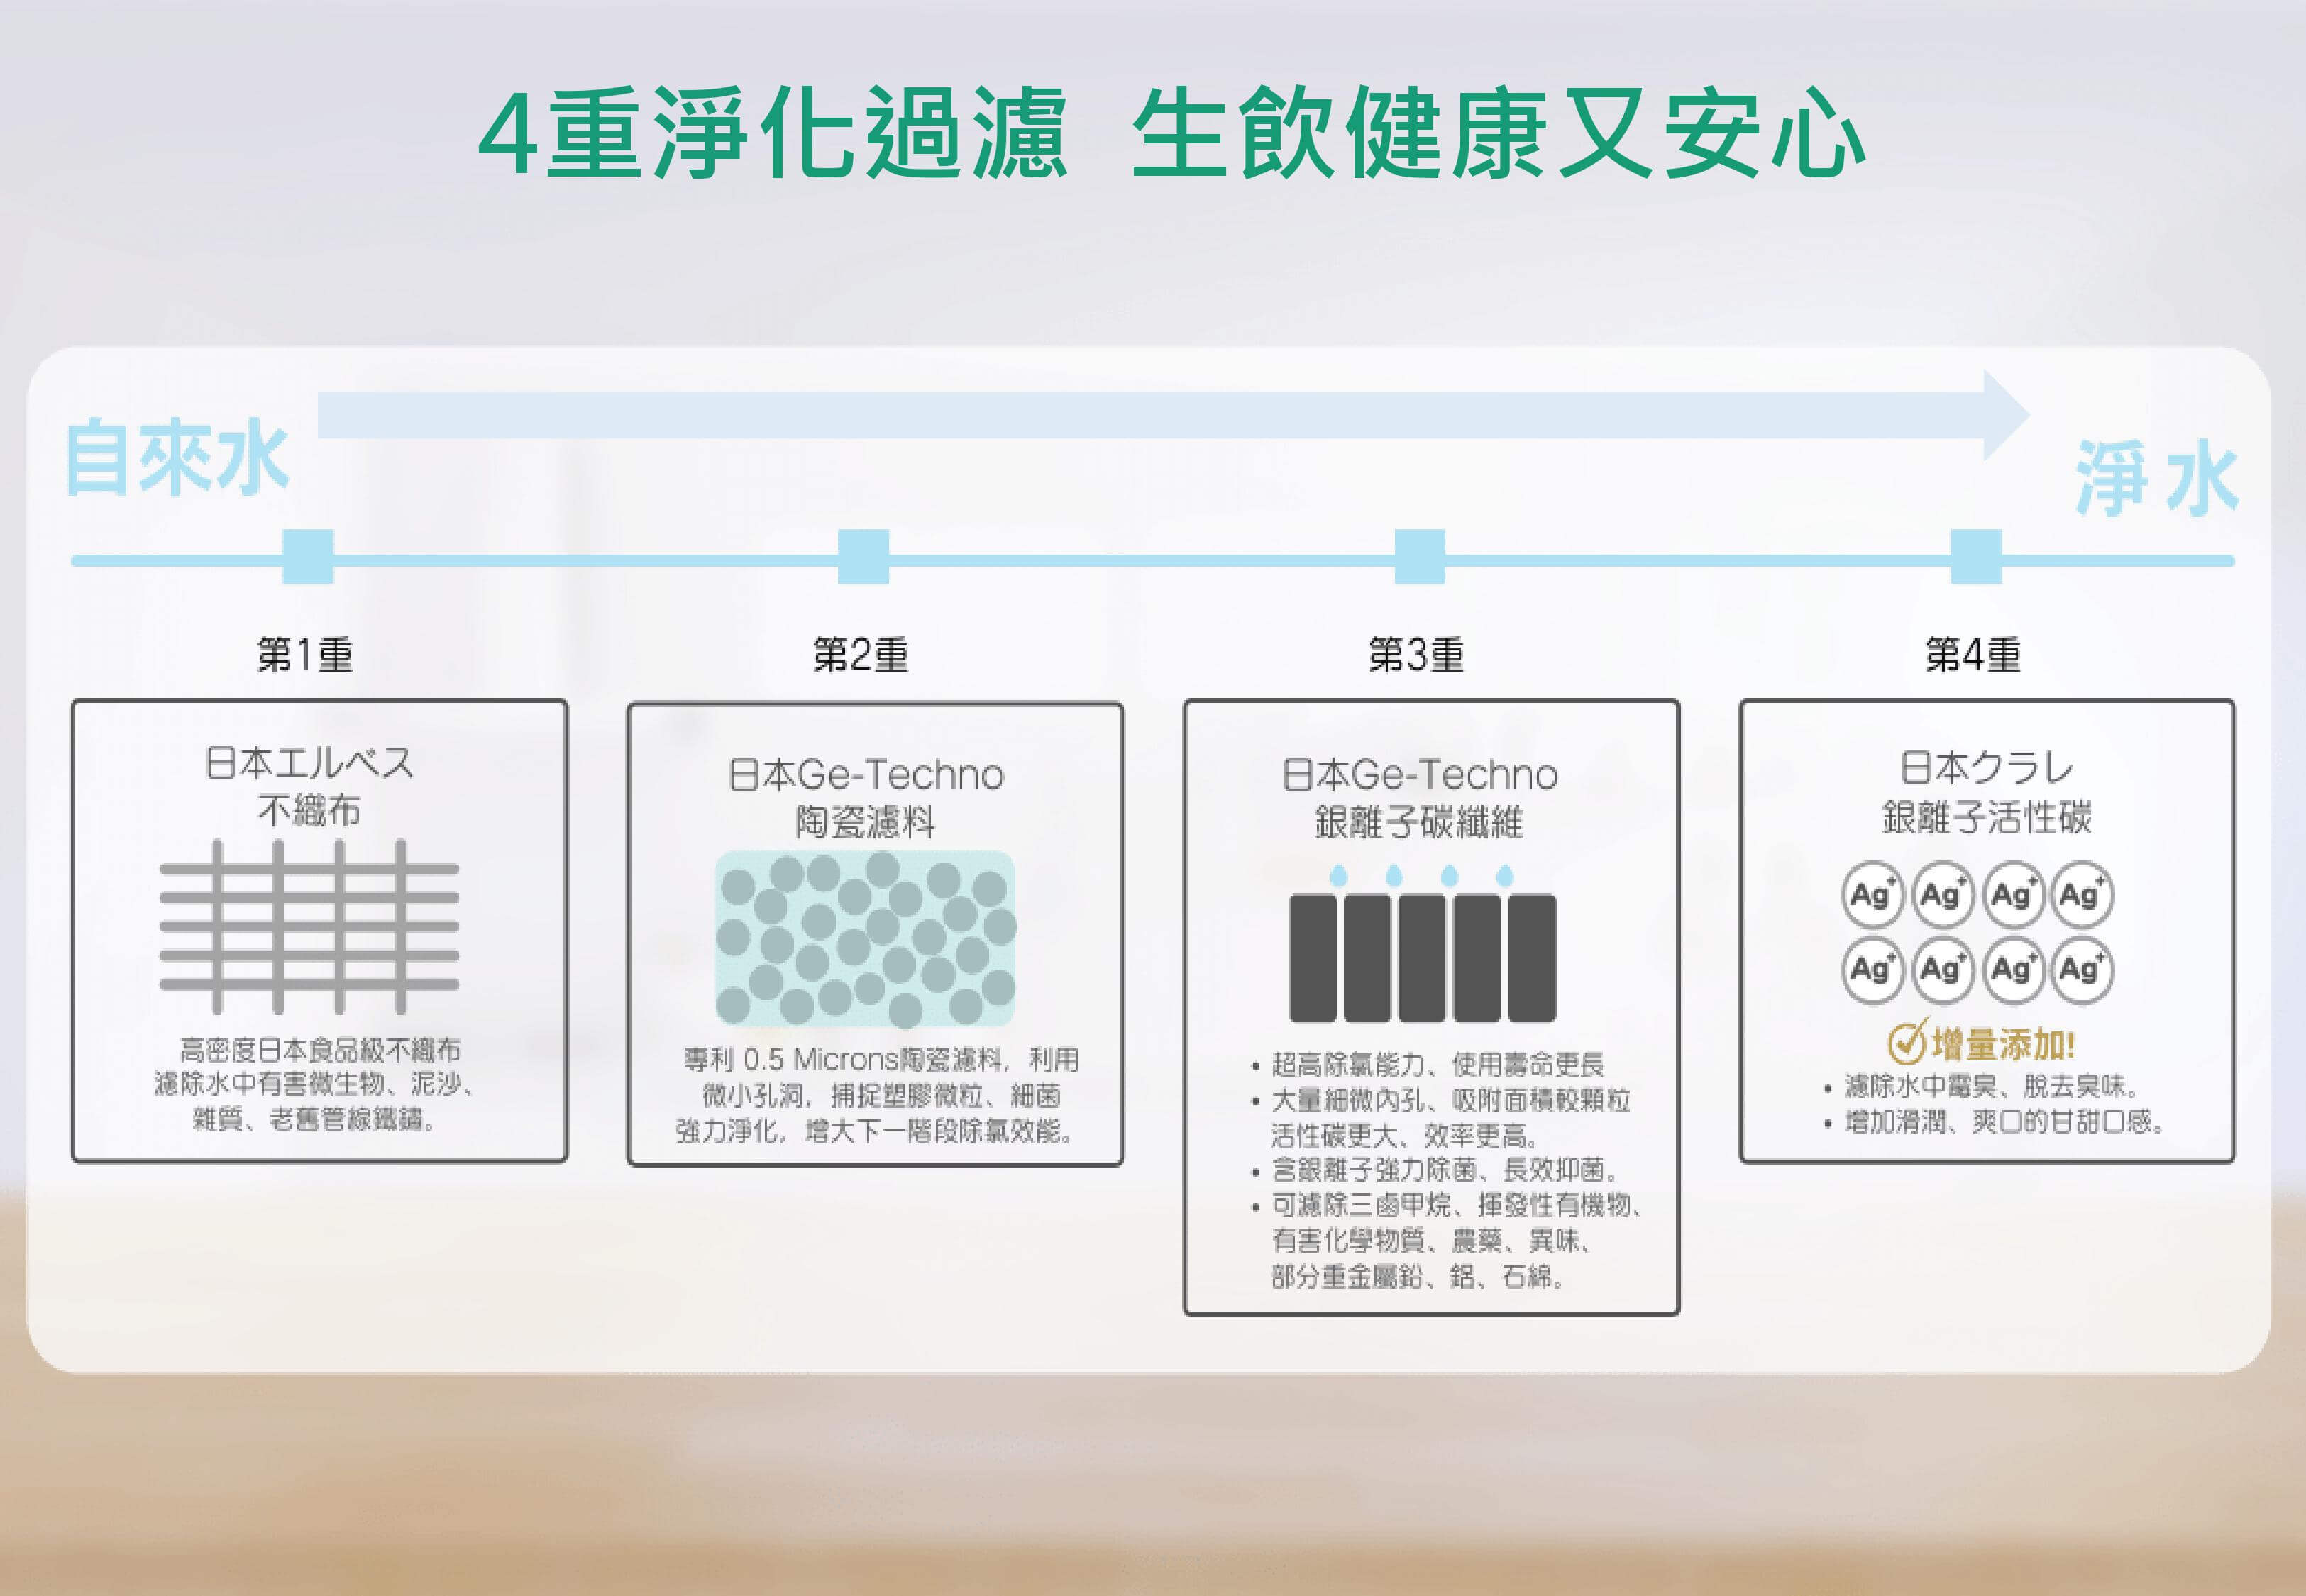 4重淨化過濾 生飲健康又安心
自來水
淨水
第1重
日本エルベス
不織布
高密度日本食品級不織布
濾除水中有害微生物、泥沙、
雜質、老舊管線鐵鏽。
第2重
日本Ge-Techno
陶瓷濾料
專利 0.5 Microns陶瓷濾料，利用
微小孔洞，捕捉塑膠微粒、細菌
強力淨化，增大下一階段除氯效能。
第3重
日本Ge-Techno
銀離子碳纖維
• 超高除氯能力、使用壽命更長
• 大量細微內孔、吸附面積較顆粒
活性碳更大、效率更高。
• 含銀離子強力除菌、長效抑菌。
• 可濾除三鹵甲烷、揮發性有機物、
有害化學物質、農藥、異味、
部分重金屬鉛、鋁、石綿。
第4重
日本クラレ
銀離子活性碳
Ag+ Ag+ Ag+ Ag+
Ag+ Ag+ Ag+ Ag+
增量添加!
• 濾除水中霉臭、脫去臭味。
• 增加滑潤、爽口的甘甜口感。